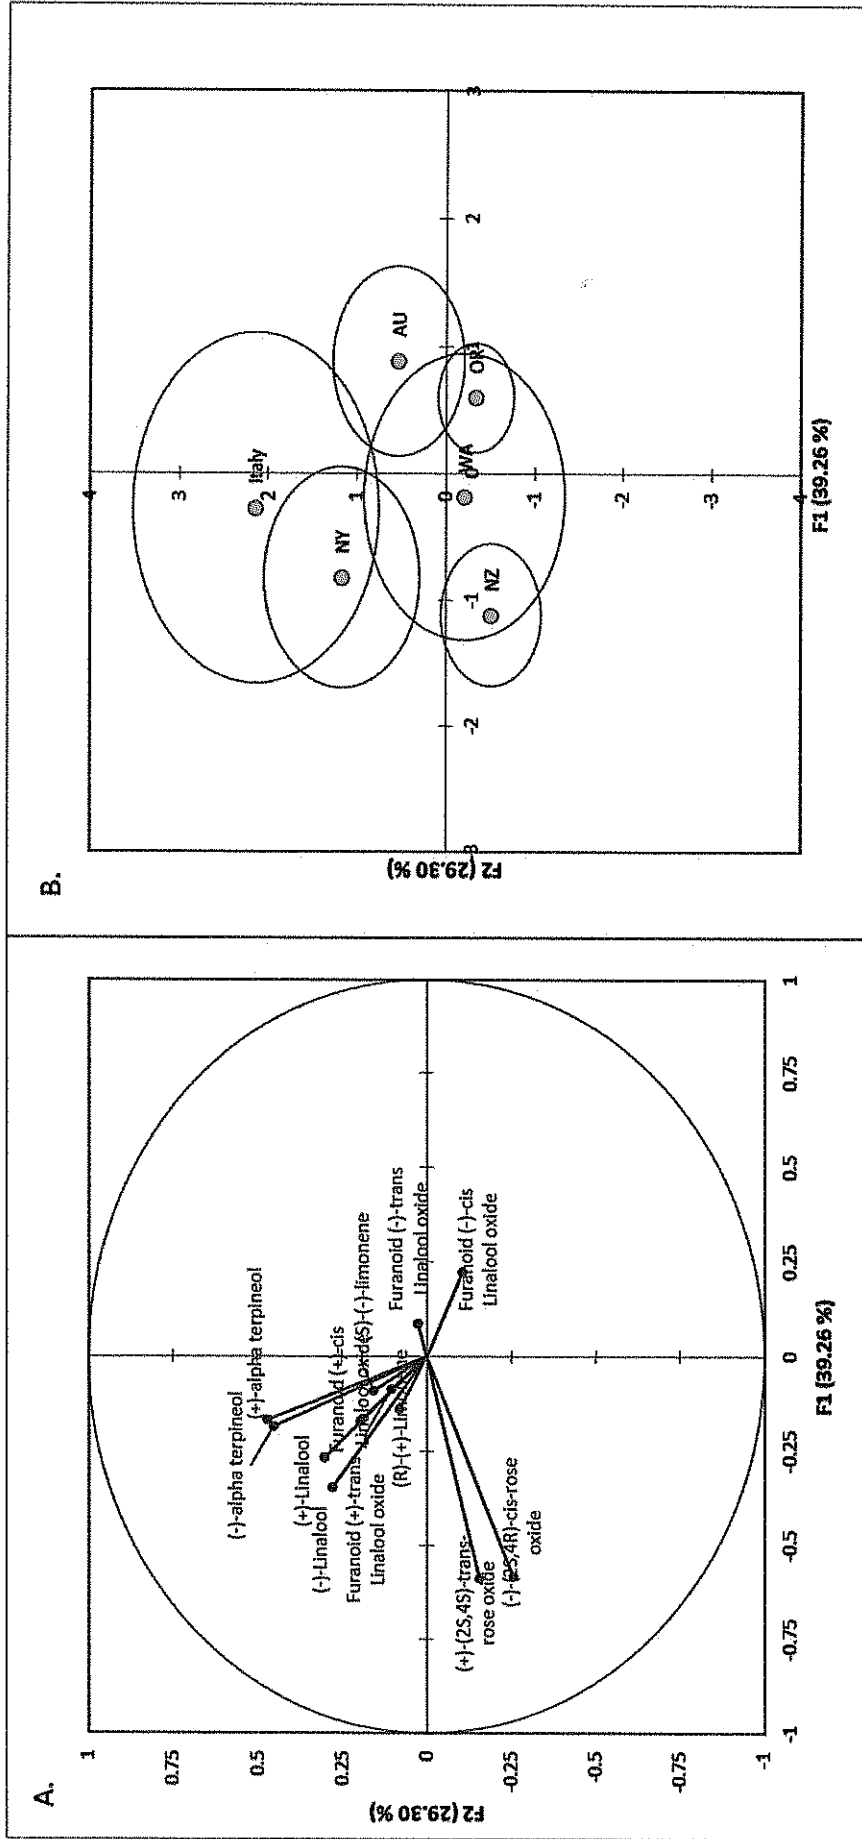 A.
F2 (29.30 %)
1
0.75
0.5
0.25
0
-0.25
-0.5
-0.75
-1
-1
-0.75
-0.5
-0.25
0
0.25
0.5
0.75
1
F1 (39.26 %)
(-)-alpha terpineol
(+)-alpha terpineol
(+)-Linalool
(-)-Linalool
Furanoid (+)-cis
Linalool oxide
(S)-(-)-limonene
Furanoid (+)-trans
Linalool oxide
Furanoid (-)-trans
Linalool oxide
Furanoid (-)-cis
Linalool oxide
(+)-(2S,4S)-trans-
rose oxide
(-)-(2S,4R)-cis-rose
oxide
B.
F2 (29.30 %)
4
3
2
1
0
-1
-2
-3
-4
-2
-1
0
1
2
3
F1 (39.26 %)
Italy
NY
AU
WA
OR
NZ